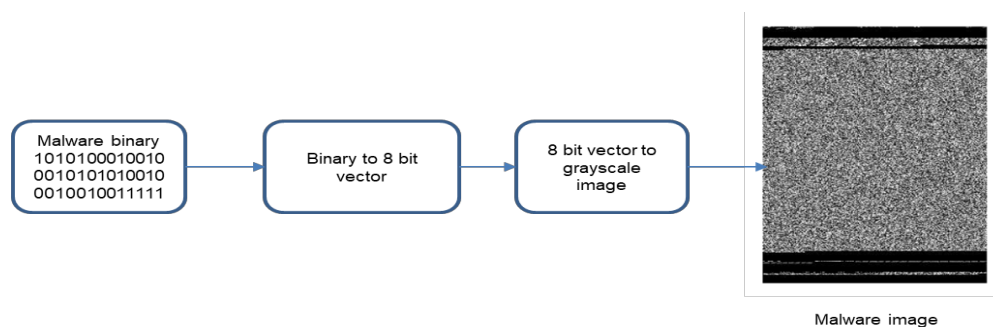 Malware binary
1010100010010
0010101010010
0010010011111
Binary to 8 bit
vector
8 bit vector to
grayscale
image
Malware image